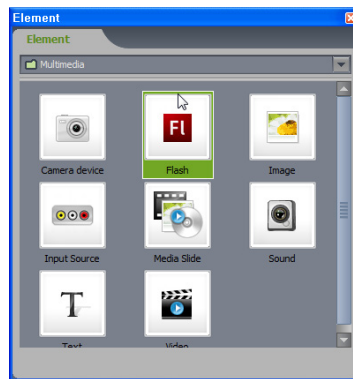 Element
Element
Multimedia
Fl
Camera device
Flash
Image
Input Source
Media Slide
Sound
T
Text
Video